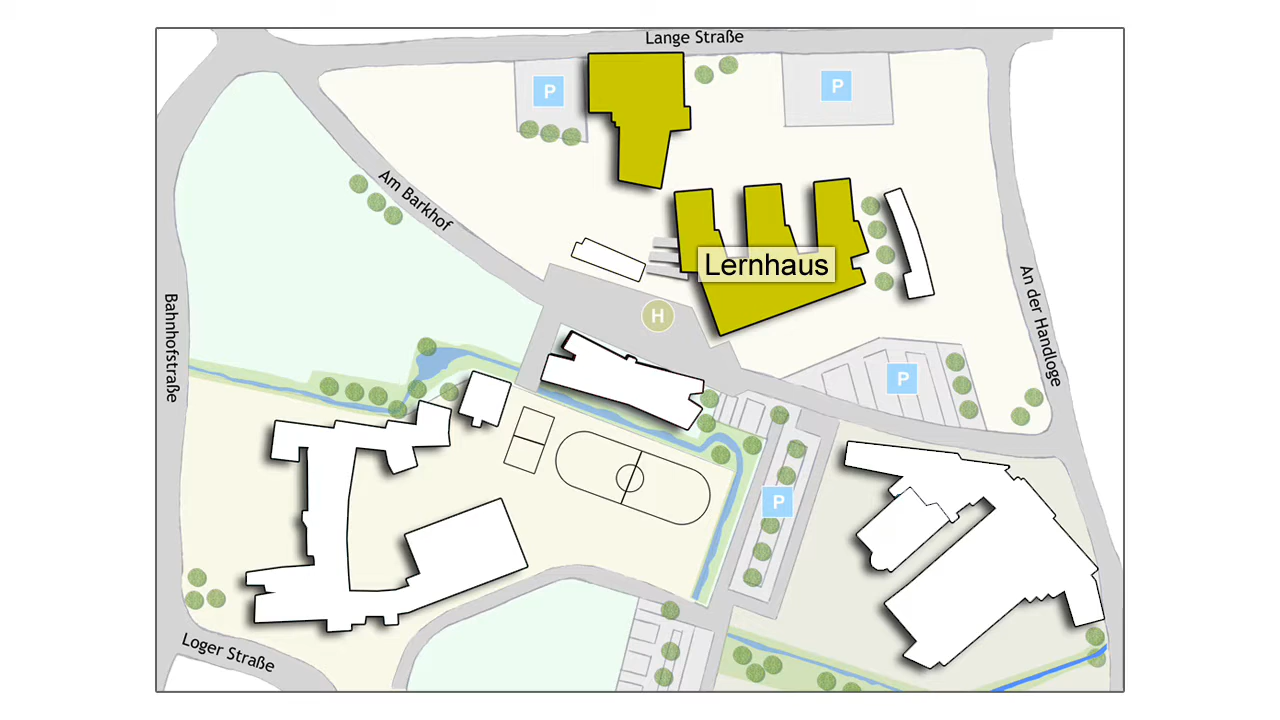 Lange Straße
P
P
Am Barkhof
Lernhaus
An der Handloge
Bahnhofstraße
H
P
P
Loger Straße